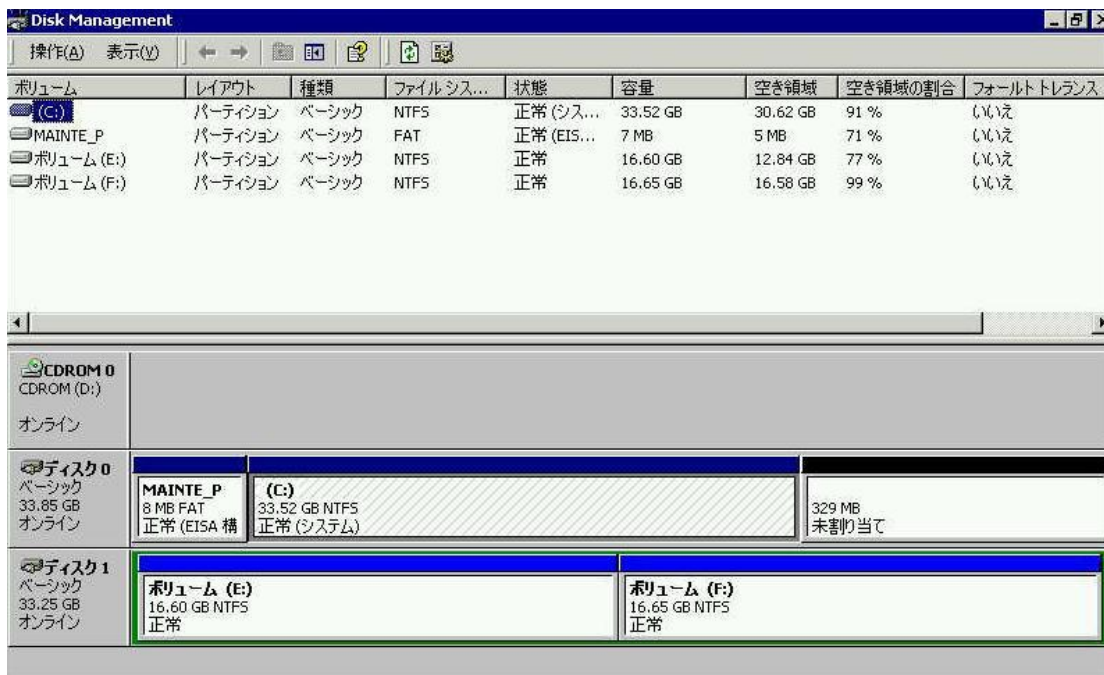 Disk Management
操作(A) 表示(V)
ボリューム レイアウト 種類 ファイル シス... 状態 容量 空き領域 空き領域の割合 フォールト トレランス
(C:) パーティション ベーシック NTFS 正常 (シス... 33.52 GB 30.62 GB 91 % いいえ
MAINTE_P パーティション ベーシック FAT 正常 (EIS... 7 MB 5 MB 71 % いいえ
ボリューム (E:) パーティション ベーシック NTFS 正常 16.60 GB 12.84 GB 77 % いいえ
ボリューム (F:) パーティション ベーシック NTFS 正常 16.65 GB 16.58 GB 99 % いいえ
CDROM 0
CDROM (D:)
オンライン
ディスク 0
ベーシック
33.85 GB
オンライン
MAINTE_P
8 MB FAT
正常 (EISA 構
(C:)
33.52 GB NTFS
正常 (システム)
329 MB
未割り当て
ディスク 1
ベーシック
33.25 GB
オンライン
ボリューム (E:)
16.60 GB NTFS
正常
ボリューム (F:)
16.65 GB NTFS
正常